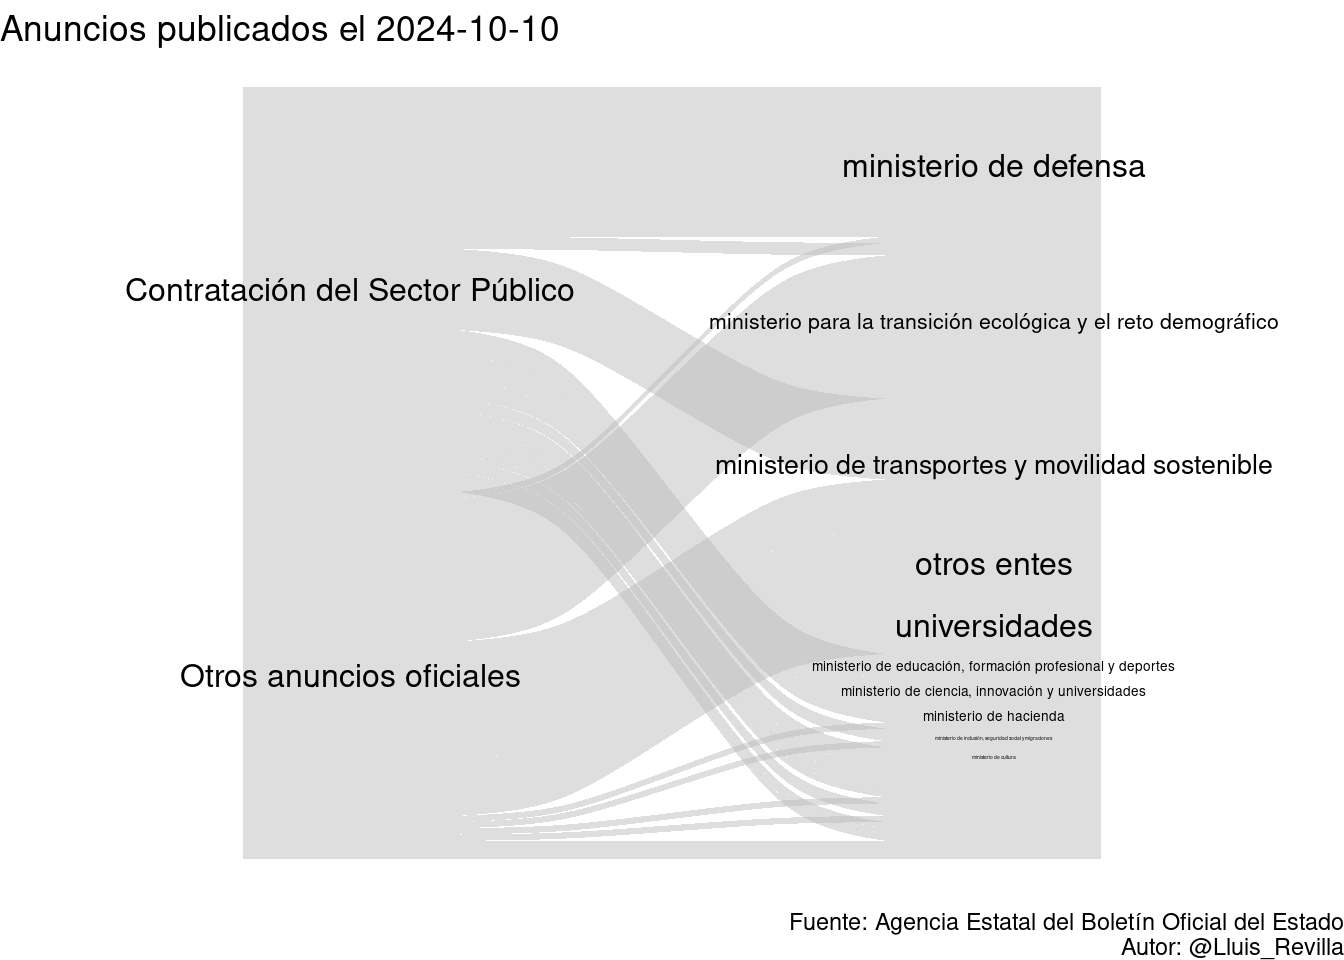 Anuncios publicados el 2024-10-10
ministerio de defensa
Contratación del Sector Público
ministerio para la transición ecológica y el reto demográfico
ministerio de transportes y movilidad sostenible
otros entes
universidades
Otros anuncios oficiales
ministerio de educación, formación profesional y deportes
ministerio de ciencia, innovación y universidades
ministerio de hacienda
ministerio de inclusión, seguridad social y migraciones
ministerio de cultura
Fuente: Agencia Estatal del Boletín Oficial del Estado
Autor: @Lluis_Revilla